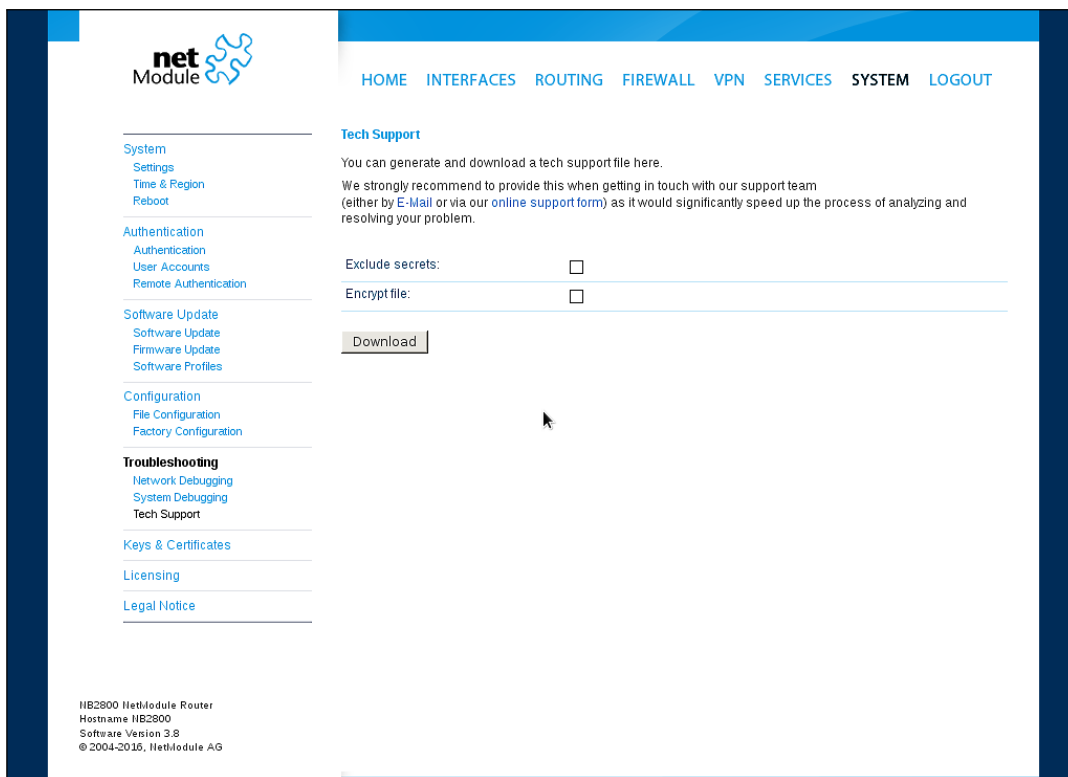 net
Module
HOME INTERFACES ROUTING FIREWALL VPN SERVICES SYSTEM LOGOUT
System
Settings
Time & Region
Reboot
Authentication
Authentication
User Accounts
Remote Authentication
Software Update
Software Update
Firmware Update
Software Profiles
Configuration
File Configuration
Factory Configuration
Troubleshooting
Network Debugging
System Debugging
Tech Support
Keys & Certificates
Licensing
Legal Notice
Tech Support
You can generate and download a tech support file here.
We strongly recommend to provide this when getting in touch with our support team
(either by E-Mail or via our online support form) as it would significantly speed up the process of analyzing and
resolving your problem.
Exclude secrets:
Encrypt file:
Download
NB2800 NetModule Router
Hostname NB2800
Software Version 3.8
© 2004-2016, NetModule AG